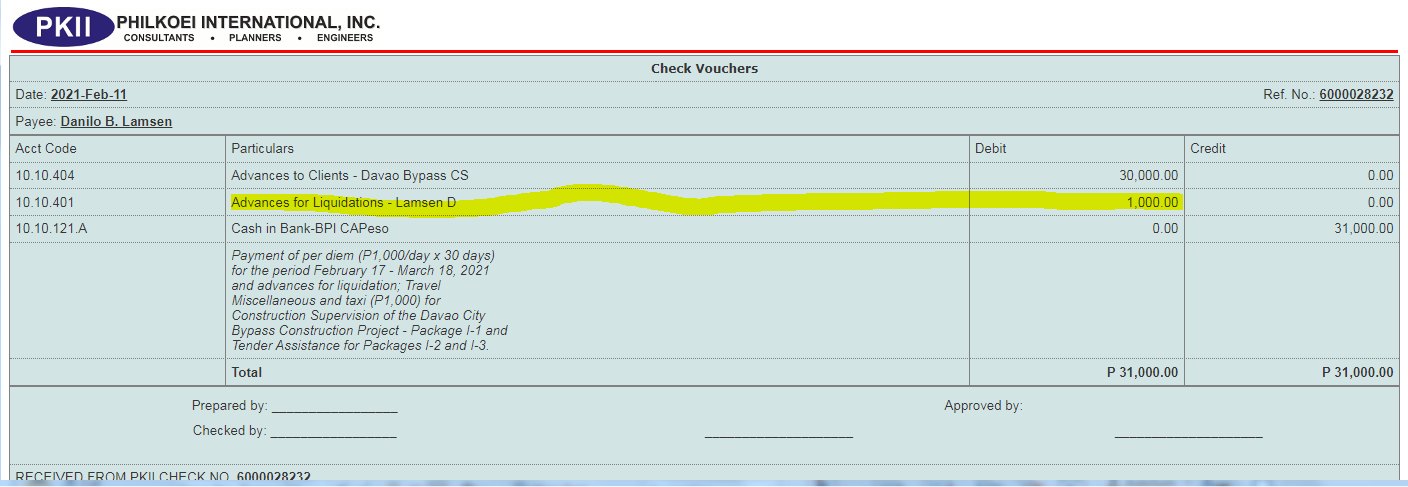 PKII PHILKOEI INTERNATIONAL, INC.
CONSULTANTS • PLANNERS • ENGINEERS
Check Vouchers
Date: 2021-Feb-11 Ref. No.: 6000028232
Payee: Danilo B. Lamsen
Acct Code Particulars Debit Credit
10.10.404 Advances to Clients - Davao Bypass CS 30,000.00 0.00
10.10.401 Advances for Liquidations - Lamsen D 1,000.00 0.00
10.10.121.A Cash in Bank-BPI CAPeso 0.00 31,000.00
Payment of per diem (P1,000/day x 30 days)
for the period February 17 - March 18, 2021
and advances for liquidation; Travel
Miscellaneous and taxi (P1,000) for
Construction Supervision of the Davao City
Bypass Construction Project - Package I-1 and
Tender Assistance for Packages I-2 and I-3.
Total P 31,000.00 P 31,000.00
Prepared by: Approved by:
Checked by:
RECEIVED FROM PKII CHECK NO. 6000028232